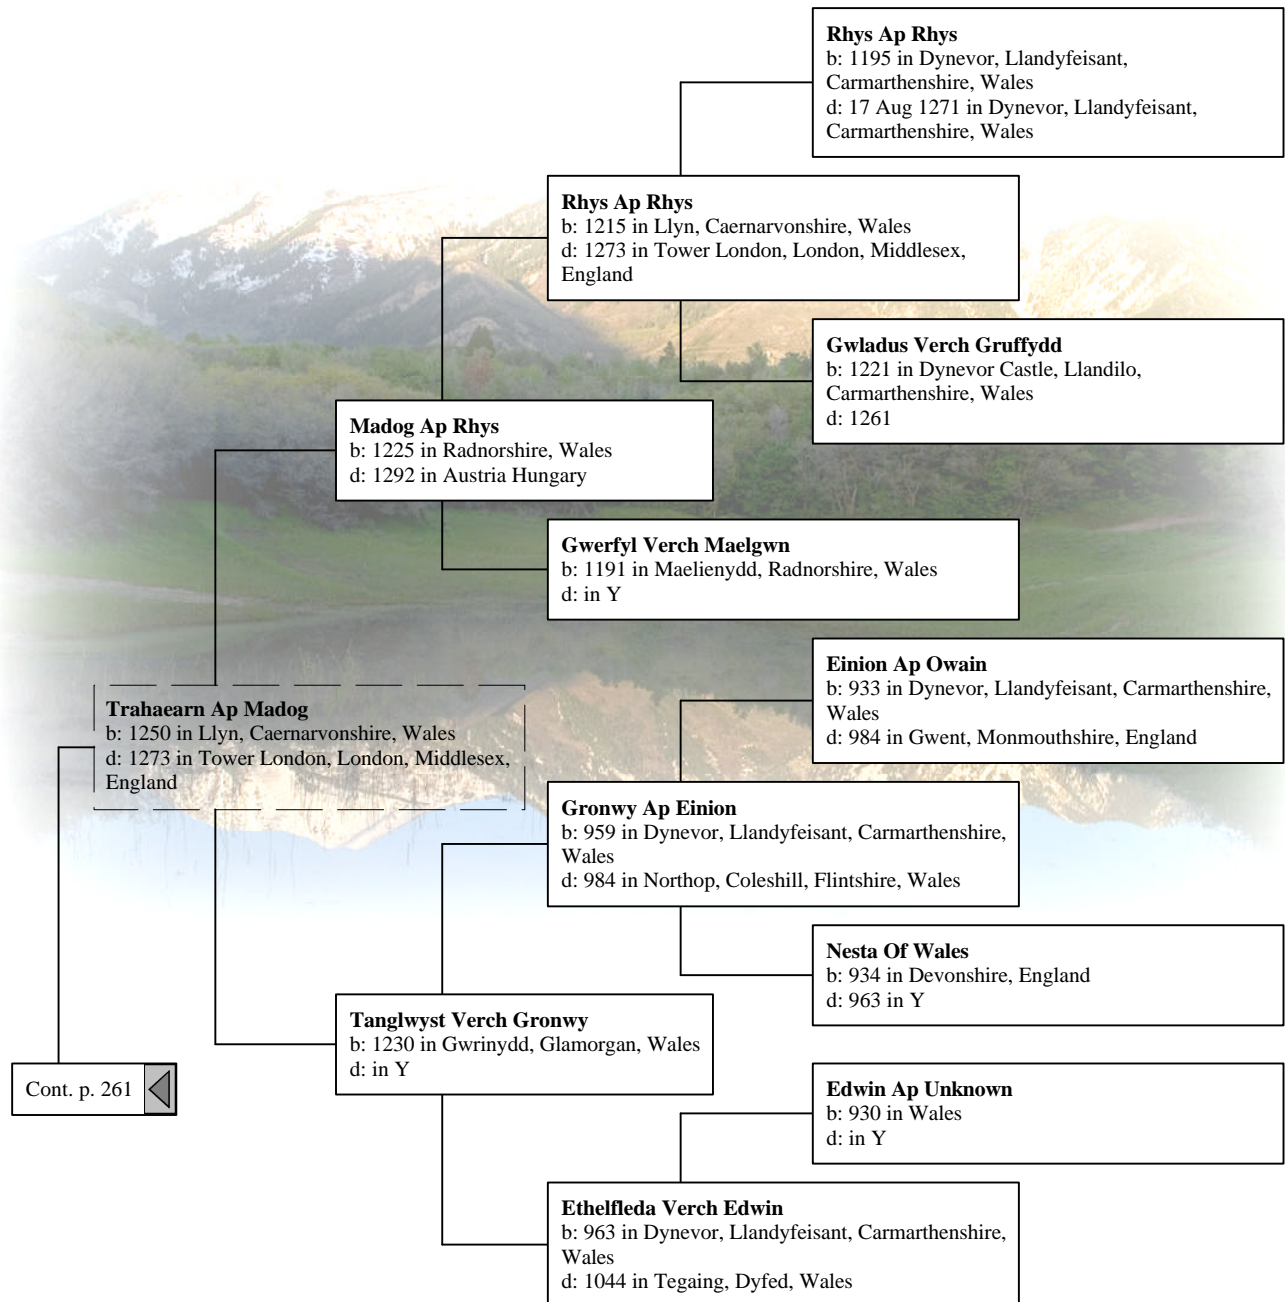 Rhys Ap Rhys
b: 1195 in Dynevor, Llandyfeisant,
Carmarthenshire, Wales
d: 17 Aug 1271 in Dynevor, Llandyfeisant,
Carmarthenshire, Wales
Rhys Ap Rhys
b: 1215 in Llyn, Caernarvonshire, Wales
d: 1273 in Tower London, London, Middlesex,
England
Gwladus Verch Gruffydd
b: 1221 in Dynevor Castle, Llandilo,
Carmarthenshire, Wales
d: 1261
Madog Ap Rhys
b: 1225 in Radnorshire, Wales
d: 1292 in Austria Hungary
Gwerfyl Verch Maelgwn
b: 1191 in Maelienydd, Radnorshire, Wales
d: in Y
Einion Ap Owain
b: 933 in Dynevor, Llandyfeisant, Carmarthenshire,
Wales
d: 984 in Gwent, Monmouthshire, England
Trahaearn Ap Madog
b: 1250 in Llyn, Caernarvonshire, Wales
d: 1273 in Tower London, London, Middlesex,
England
Gronwy Ap Einion
b: 959 in Dynevor, Llandyfeisant, Carmarthenshire,
Wales
d: 984 in Northop, Coleshill, Flintshire, Wales
Nesta Of Wales
b: 934 in Devonshire, England
d: 963 in Y
Tanglwyst Verch Gronwy
b: 1230 in Gwrinydd, Glamorgan, Wales
d: in Y
Cont. p. 261
Edwin Ap Unknown
b: 930 in Wales
d: in Y
Ethelfleda Verch Edwin
b: 963 in Dynevor, Llandyfeisant, Carmarthenshire,
Wales
d: 1044 in Tegaing, Dyfed, Wales